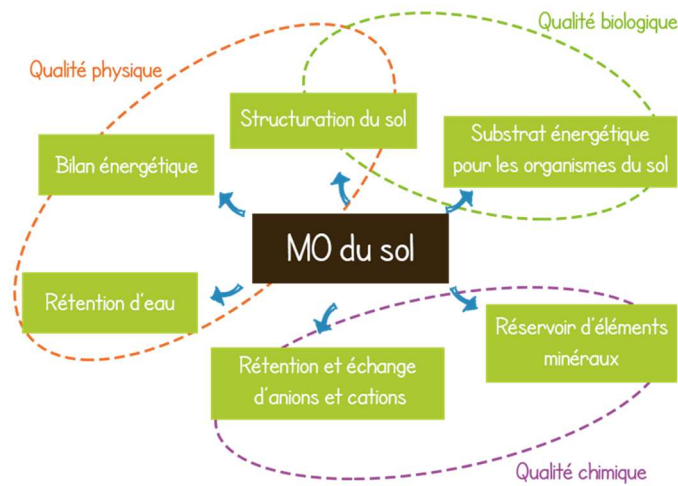 Qualité biologique
Qualité physique
Structuration du sol
Substrat énergétique
pour les organismes du sol
Bilan énergétique
MO du sol
Rétention d'eau
Réservoir d'éléments
minéraux
Rétention et échange
d'anions et cations
Qualité chimique